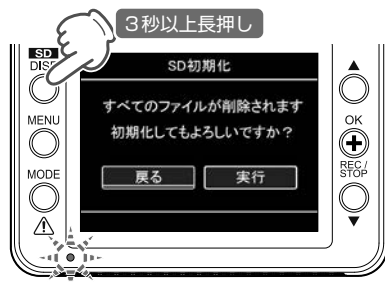 3秒以上長押し
SD
DISP
SD初期化
すべてのファイルが削除されます
初期化してもよろしいですか？
戻る
実行
MENU
MODE
OK
REC /
STOP